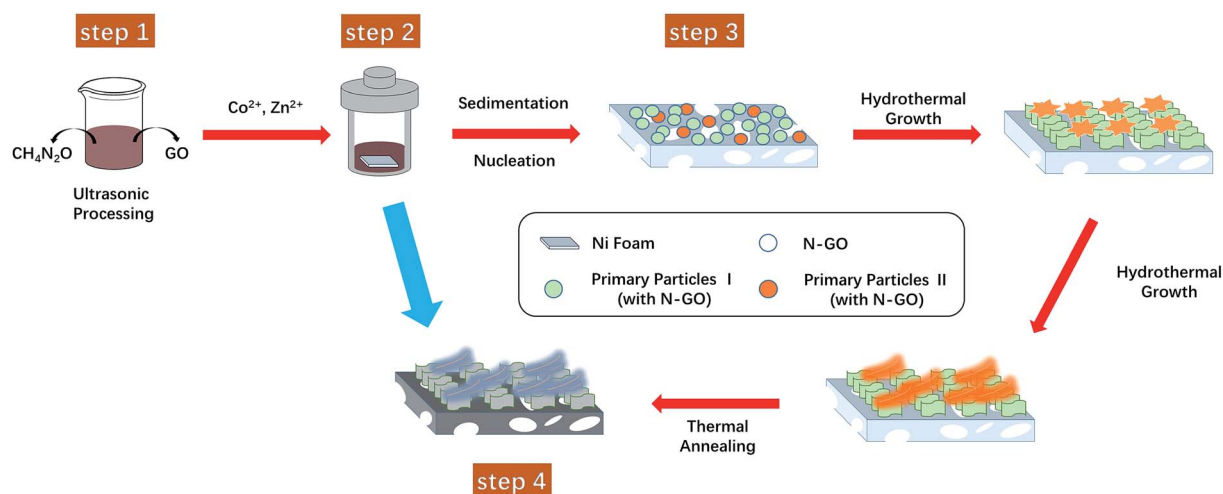 step 1
step 2
step 3
Co²⁺, Zn²⁺
Sedimentation
Nucleation
Hydrothermal
Growth
CH₄N₂O
GO
Ultrasonic
Processing
Ni Foam
N-GO
Primary Particles Ⅰ
(with N-GO)
Primary Particles Ⅱ
(with N-GO)
Hydrothermal
Growth
Thermal
Annealing
step 4